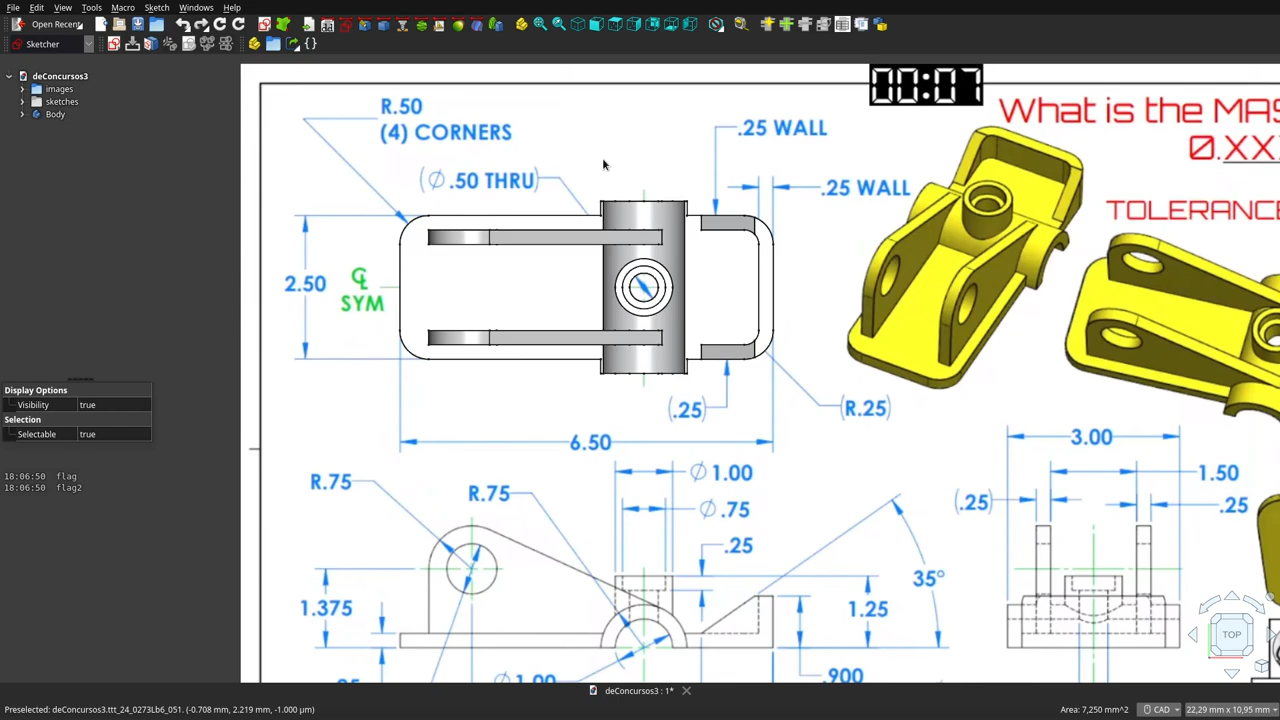 File Edit View Tools Macro Sketch Windows Help
Open Recent
Sketcher
{}
deConcursos3
images
sketches
Body
00:07
What is the MAS
0.XX
TOLERANCE
R.50
(4) CORNERS
(Ø .50 THRU)
.25 WALL
.25 WALL
2.50
℄
SYM
(.25)
(R.25)
6.50
Display Options
Visibility true
Selection
Selectable true
18:06:50 flag
18:06:50 flag2
R.75
R.75
Ø 1.00
Ø .75
.25
35°
1.375
1.25
.900
Ø 1.00
3.00
1.50
(.25)
.25
TOP
deConcursos3 : 1*
Preselected: deConcursos3.ttt_24_0273Lb6_051. (-0.708 mm, 2.219 mm, -1.000 µm)
Area: 7,250 mm^2
CAD
22,29 mm x 10,95 mm